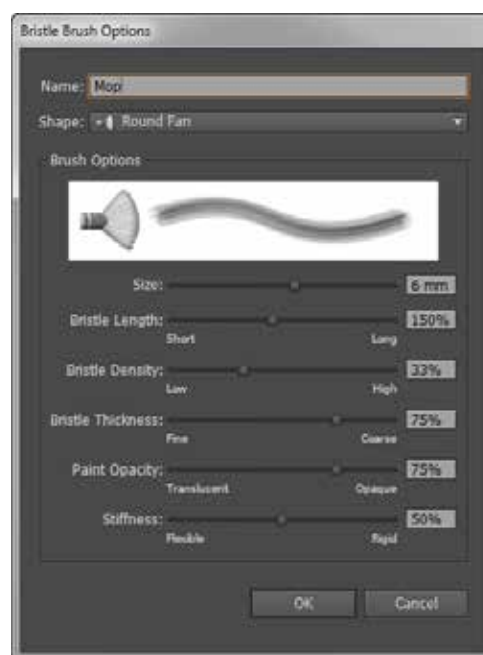 Bristle Brush Options
Name: Mop
Shape: Round Fan
Brush Options
Size: 6 mm
Bristle Length: 150%
Short Long
Bristle Density: 33%
Low High
Bristle Thickness: 75%
Fine Coarse
Paint Opacity: 75%
Translucent Opaque
Stiffness: 50%
Flexible Rigid
OK Cancel